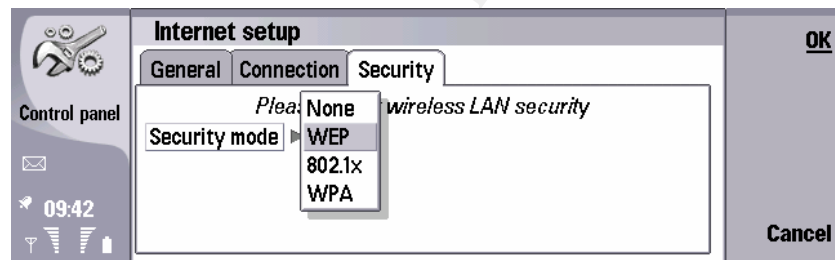 Internet setup
OK
General Connection Security
Control panel
wireless LAN security
Security mode
None
WEP
802.1x
WPA
09:42
Cancel